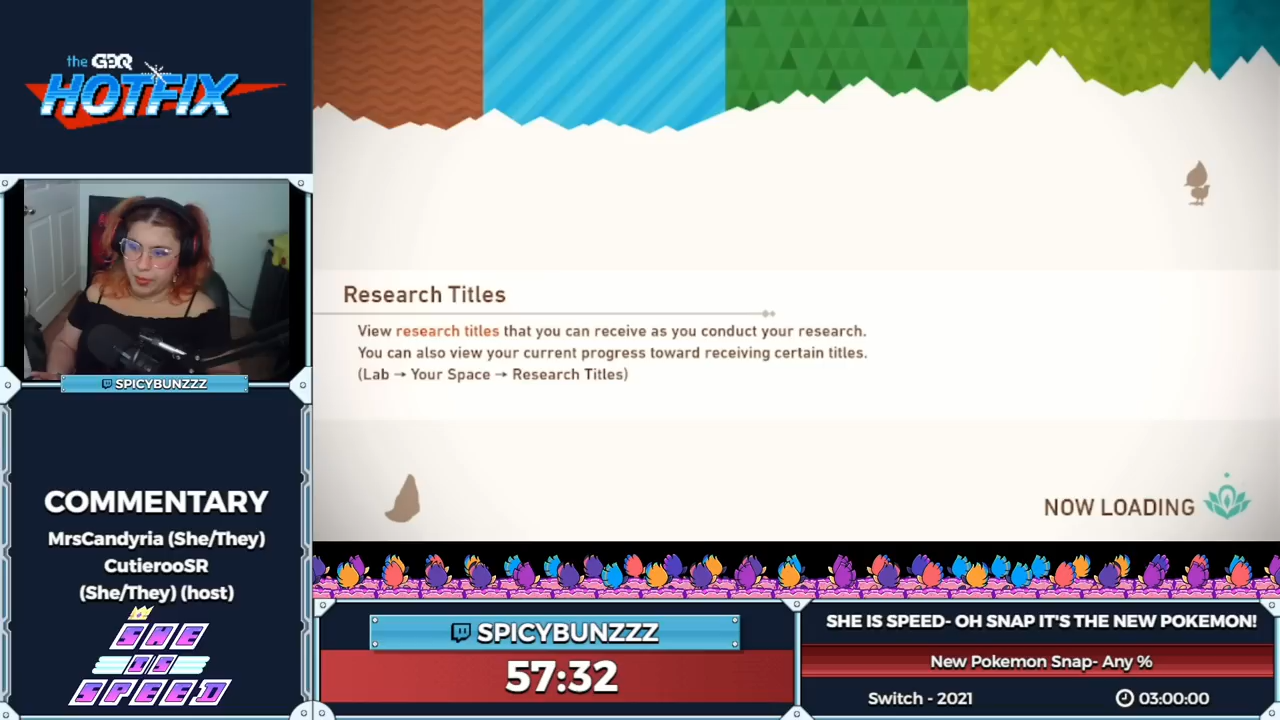 the GDQ
HOTFIX
SPICYBUNZZZ
COMMENTARY
MrsCandyria (She/They)
CutierooSR
(She/They) (host)
SHE
IS
SPEED
Research Titles
View research titles that you can receive as you conduct your research.
You can also view your current progress toward receiving certain titles.
(Lab → Your Space → Research Titles)
NOW LOADING
SPICYBUNZZZ
57:32
SHE IS SPEED- OH SNAP IT'S THE NEW POKEMON!
New Pokemon Snap- Any %
Switch - 2021
03:00:00